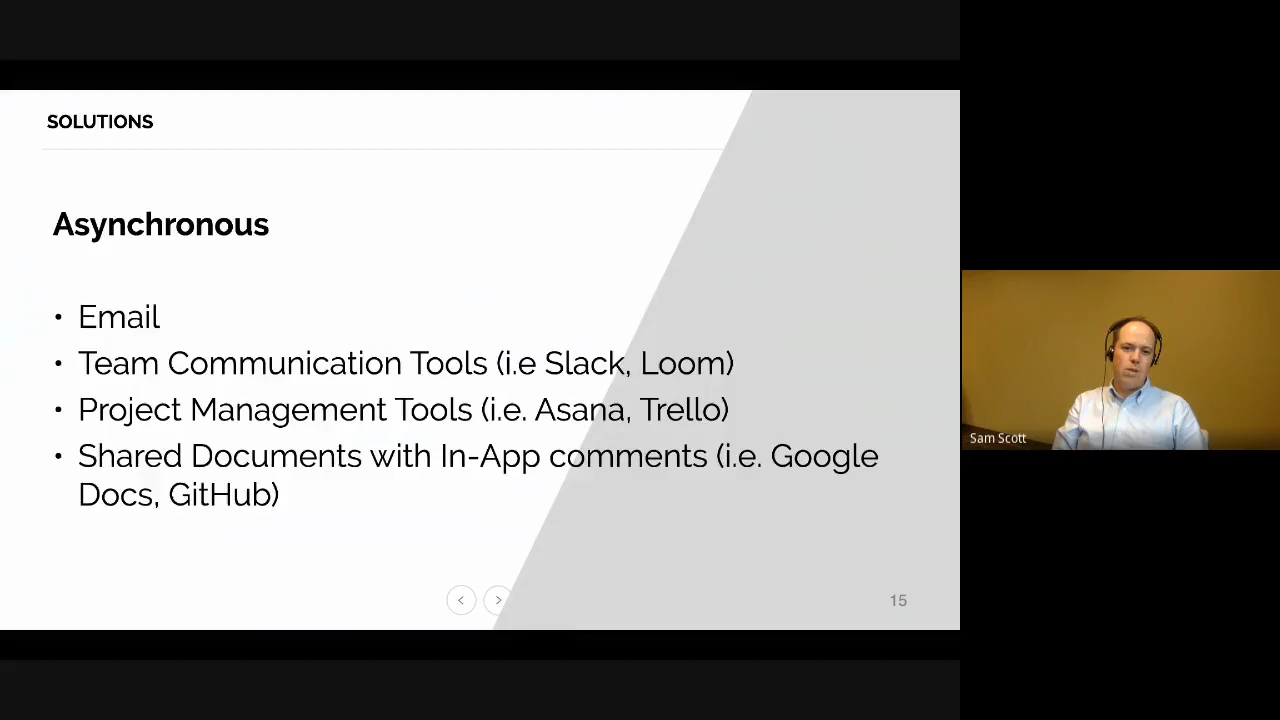 SOLUTIONS
Asynchronous
• Email
• Team Communication Tools (i.e Slack, Loom)
• Project Management Tools (i.e. Asana, Trello)
• Shared Documents with In-App comments (i.e. Google
Docs, GitHub)
15
Sam Scott